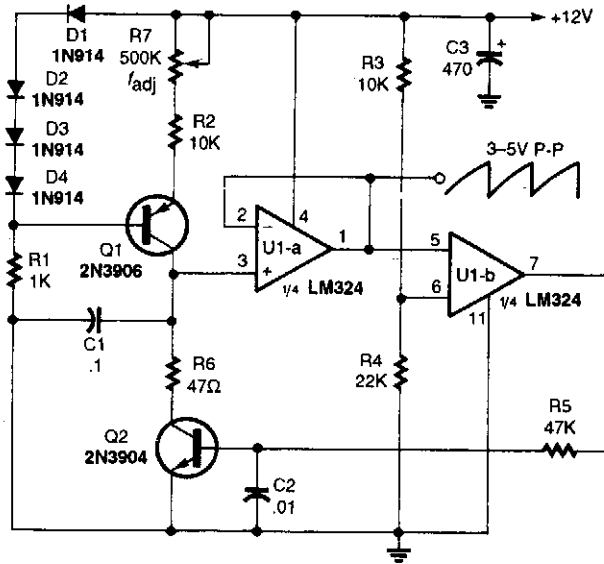 +12V
D1
1N914
R7
500K
fadj
R3
10K
C3
470
+
D2
1N914
D3
1N914
D4
1N914
R2
10K
3–5V P-P
Q1
2N3906
2
−
4
U1-a
1
3
+
1/4 LM324
5
U1-b
7
6
11
1/4 LM324
R1
1K
C1
.1
R6
47Ω
R4
22K
R5
47K
Q2
2N3904
C2
.01